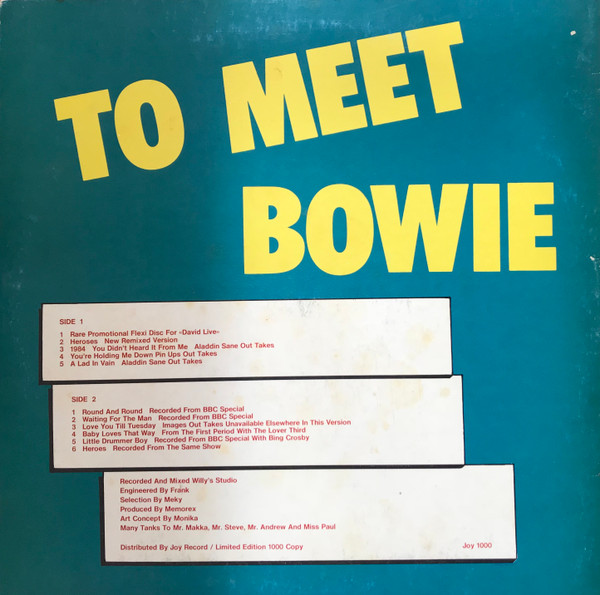 TO MEET
BOWIE
SIDE 1
1 Rare Promotional Flexi Disc For «David Live»
2 Heroses New Remixed Version
3 1984 You Didn't Heard It From Me Aladdin Sane Out Takes
4 You're Holding Me Down Pin Ups Out Takes
5 A Lad In Vain Aladdin Sane Out Takes
SIDE 2
1 Round And Round Recorded From BBC Special
2 Waiting For The Man Recorded From BBC Special
3 Love You Till Tuesday Images Out Takes Unavailable Elsewhere In This Version
4 Baby Loves That Way From The First Period With The Lover Third
5 Little Drummer Boy Recorded From BBC Special With Bing Crosby
6 Heroes Recorded From The Same Show
Recorded And Mixed Willy's Studio
Engineered By Frank
Selection By Meky
Produced By Memorex
Art Concept By Monika
Many Tanks To Mr. Makka, Mr. Steve, Mr. Andrew And Miss Paul
Distributed By Joy Record / Limited Edition 1000 Copy Joy 1000